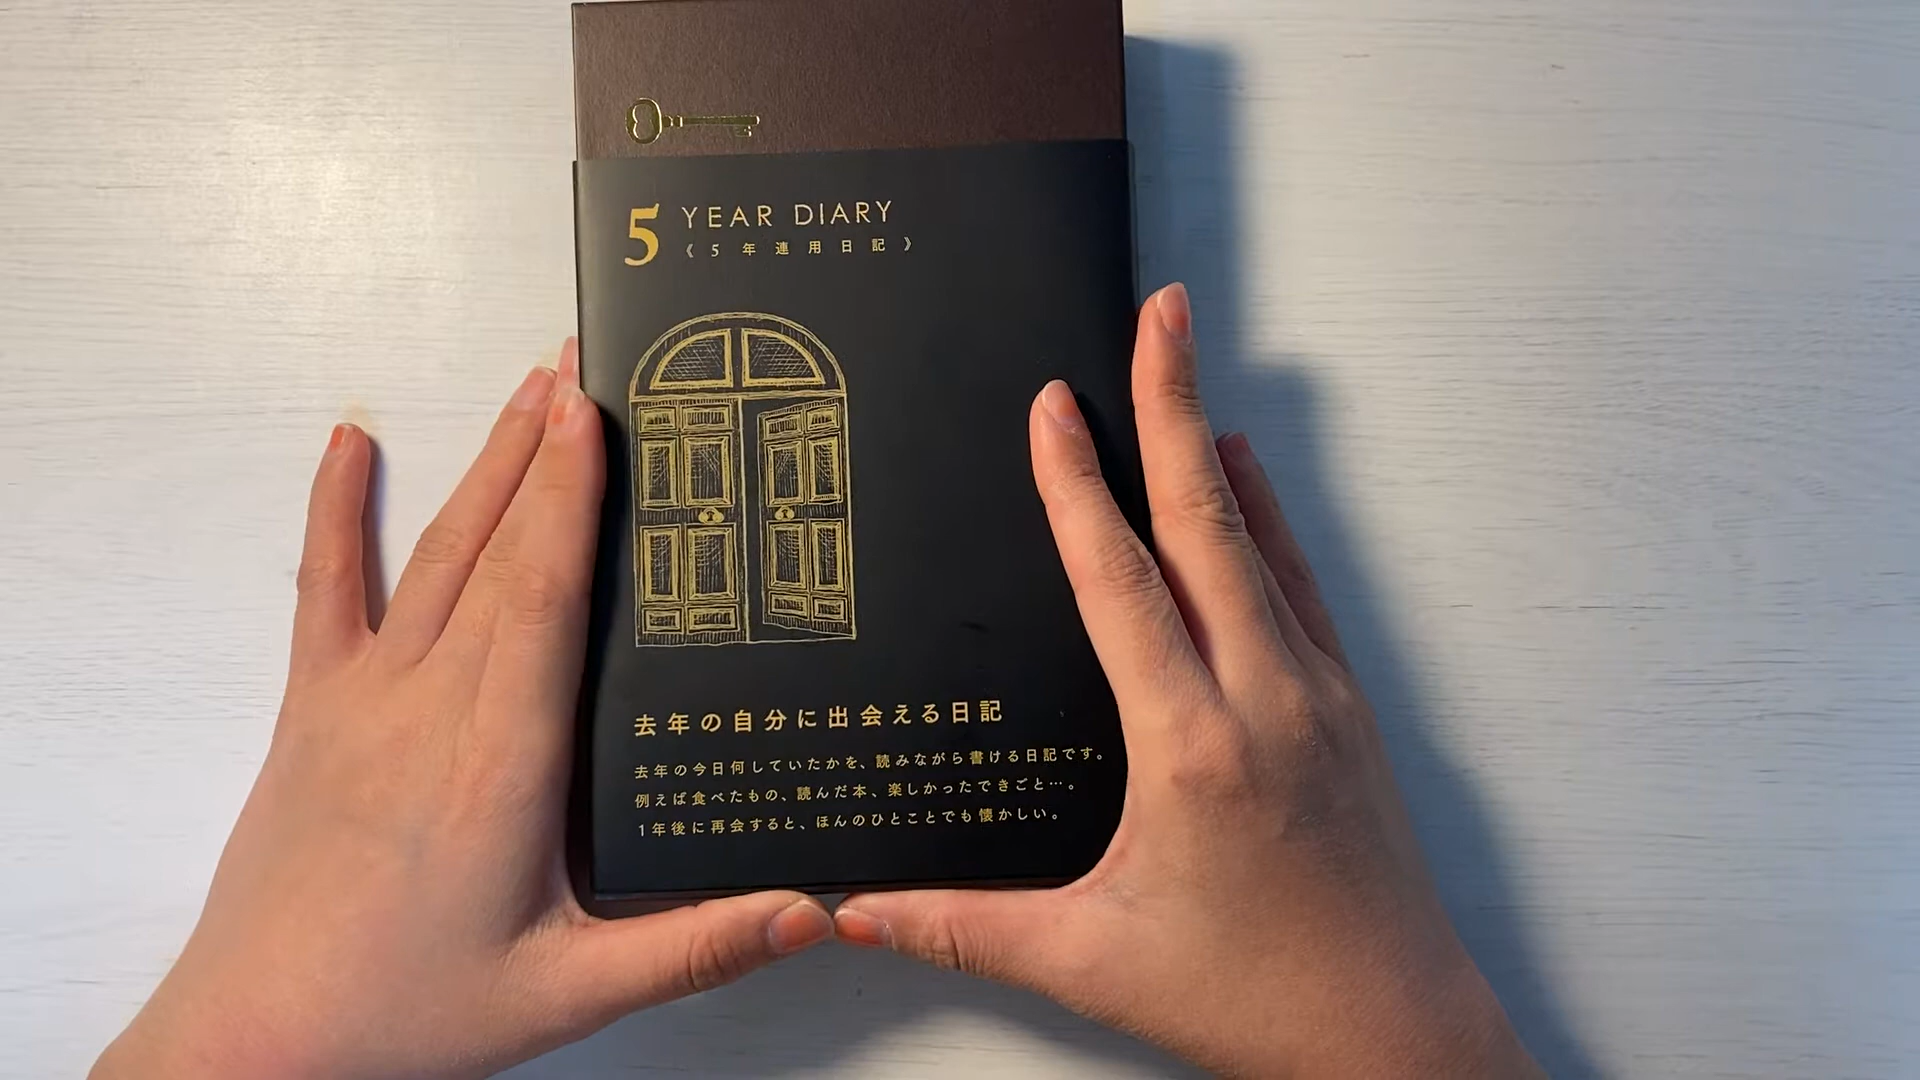 5 YEAR DIARY
《5年連用日記》
去年の自分に出会える日記
去年の今日何していたかを、読みながら書ける日記です。
例えば食べたもの、読んだ本、楽しかったできごと…。
1年後に再会すると、ほんのひとことでも懐かしい。